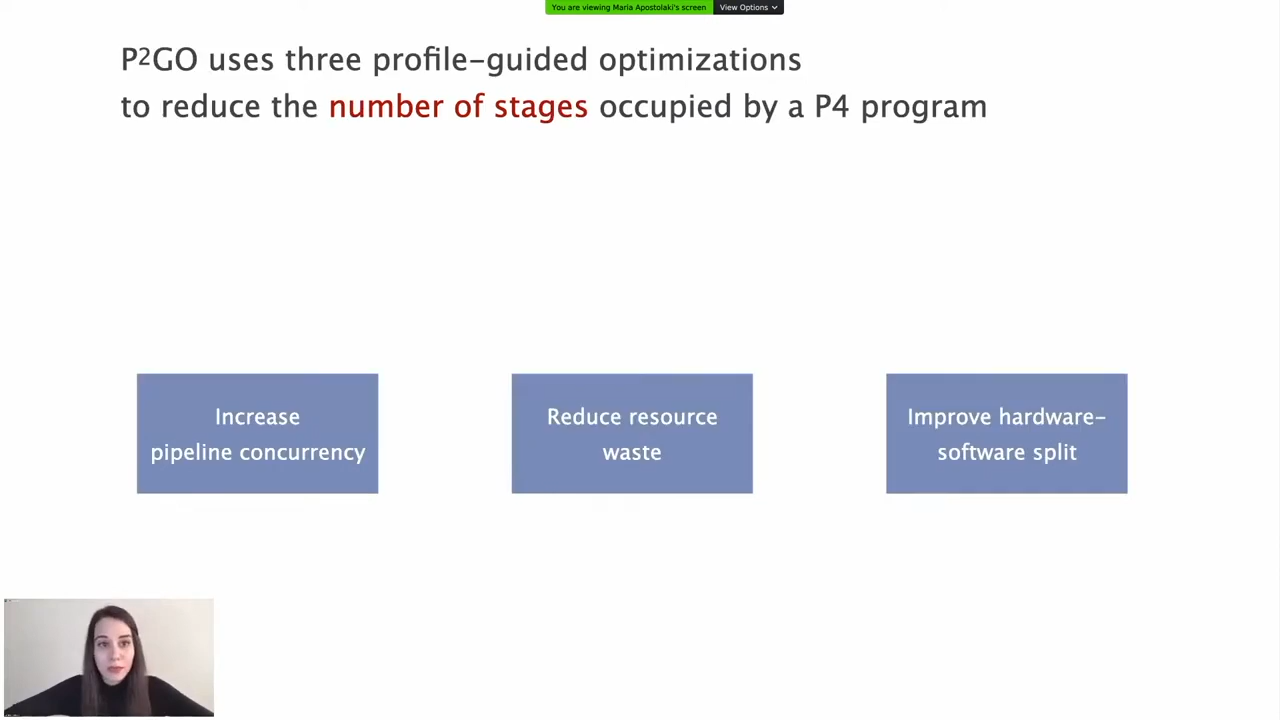 You are viewing Maria Apostolaki's screen View Options
P²GO uses three profile-guided optimizations
to reduce the number of stages occupied by a P4 program
Increase
pipeline concurrency
Reduce resource
waste
Improve hardware-
software split